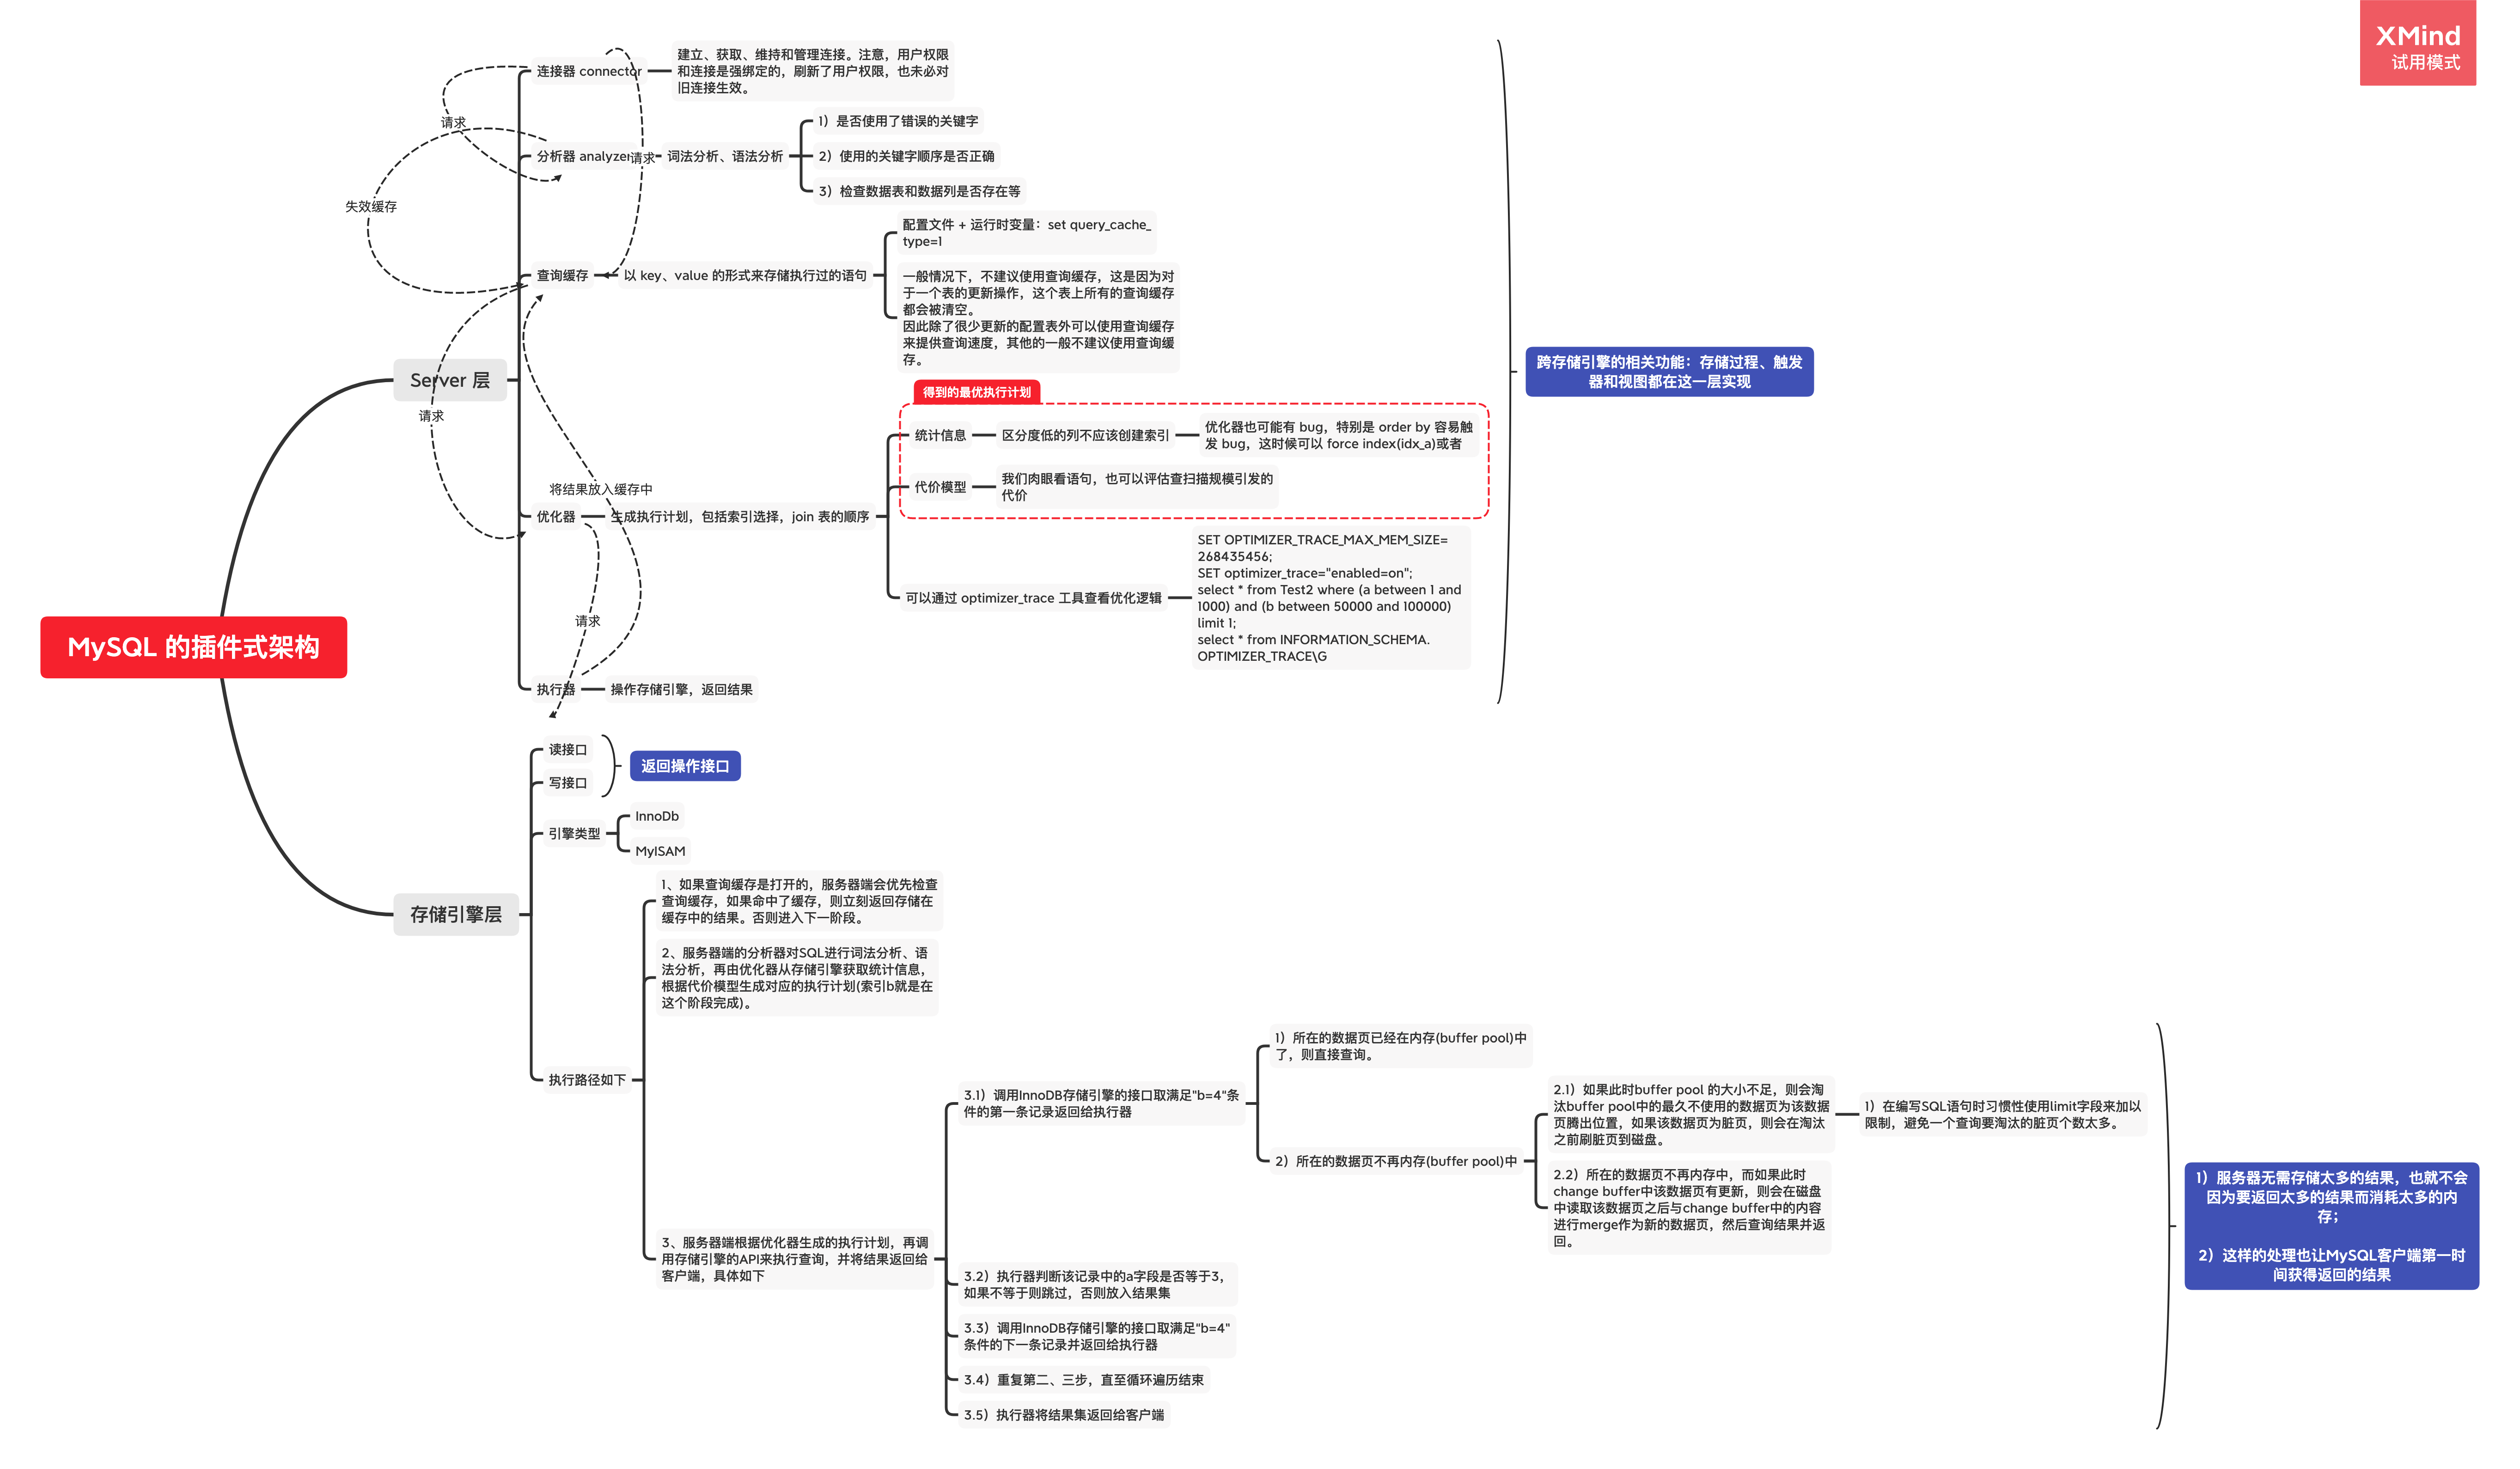 XMind
试用模式
MySQL 的插件式架构
Server 层
连接器 connector
建立、获取、维持和管理连接。注意，用户权限
和连接是强绑定的，刷新了用户权限，也未必对
旧连接生效。
请求
分析器 analyzer
请求
词法分析、语法分析
1）是否使用了错误的关键字
2）使用的关键字顺序是否正确
3）检查数据表和数据列是否存在等
失效缓存
查询缓存
以 key、value 的形式来存储执行过的语句
配置文件 + 运行时变量：set query_cache_
type=1
一般情况下，不建议使用查询缓存，这是因为对
于一个表的更新操作，这个表上所有的查询缓存
都会被清空。
因此除了很少更新的配置表外可以使用查询缓存
来提供查询速度，其他的一般不建议使用查询缓
存。
请求
将结果放入缓存中
优化器
生成执行计划，包括索引选择，join 表的顺序
得到的最优执行计划
统计信息
区分度低的列不应该创建索引
优化器也可能有 bug，特别是 order by 容易触
发 bug，这时候可以 force index(idx_a)或者
代价模型
我们肉眼看语句，也可以评估查扫描规模引发的
代价
可以通过 optimizer_trace 工具查看优化逻辑
SET OPTIMIZER_TRACE_MAX_MEM_SIZE=
268435456;
SET optimizer_trace="enabled=on";
select * from Test2 where (a between 1 and
1000) and (b between 50000 and 100000)
limit 1;
select * from INFORMATION_SCHEMA.
OPTIMIZER_TRACE\G
请求
执行器
操作存储引擎，返回结果
跨存储引擎的相关功能：存储过程、触发
器和视图都在这一层实现
存储引擎层
读接口
写接口
返回操作接口
引擎类型
InnoDb
MyISAM
执行路径如下
1、如果查询缓存是打开的，服务器端会优先检查
查询缓存，如果命中了缓存，则立刻返回存储在
缓存中的结果。否则进入下一阶段。
2、服务器端的分析器对SQL进行词法分析、语
法分析，再由优化器从存储引擎获取统计信息，
根据代价模型生成对应的执行计划(索引b就是在
这个阶段完成)。
3、服务器端根据优化器生成的执行计划，再调
用存储引擎的API来执行查询，并将结果返回给
客户端，具体如下
3.1）调用InnoDB存储引擎的接口取满足"b=4"条
件的第一条记录返回给执行器
1）所在的数据页已经在内存(buffer pool)中
了，则直接查询。
2）所在的数据页不再内存(buffer pool)中
2.1）如果此时buffer pool 的大小不足，则会淘
汰buffer pool中的最久不使用的数据页为该数据
页腾出位置，如果该数据页为脏页，则会在淘汰
之前刷脏页到磁盘。
1）在编写SQL语句时习惯性使用limit字段来加以
限制，避免一个查询要淘汰的脏页个数太多。
2.2）所在的数据页不再内存中，而如果此时
change buffer中该数据页有更新，则会在磁盘
中读取该数据页之后与change buffer中的内容
进行merge作为新的数据页，然后查询结果并返
回。
3.2）执行器判断该记录中的a字段是否等于3，
如果不等于则跳过，否则放入结果集
3.3）调用InnoDB存储引擎的接口取满足"b=4"
条件的下一条记录并返回给执行器
3.4）重复第二、三步，直至循环遍历结束
3.5）执行器将结果集返回给客户端
1）服务器无需存储太多的结果，也就不会
因为要返回太多的结果而消耗太多的内
存；
2）这样的处理也让MySQL客户端第一时
间获得返回的结果